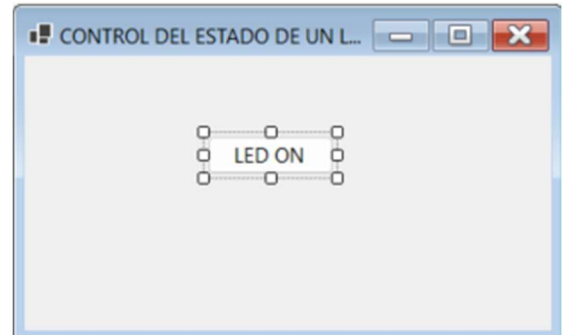 CONTROL DEL ESTADO DE UN L...
LED ON